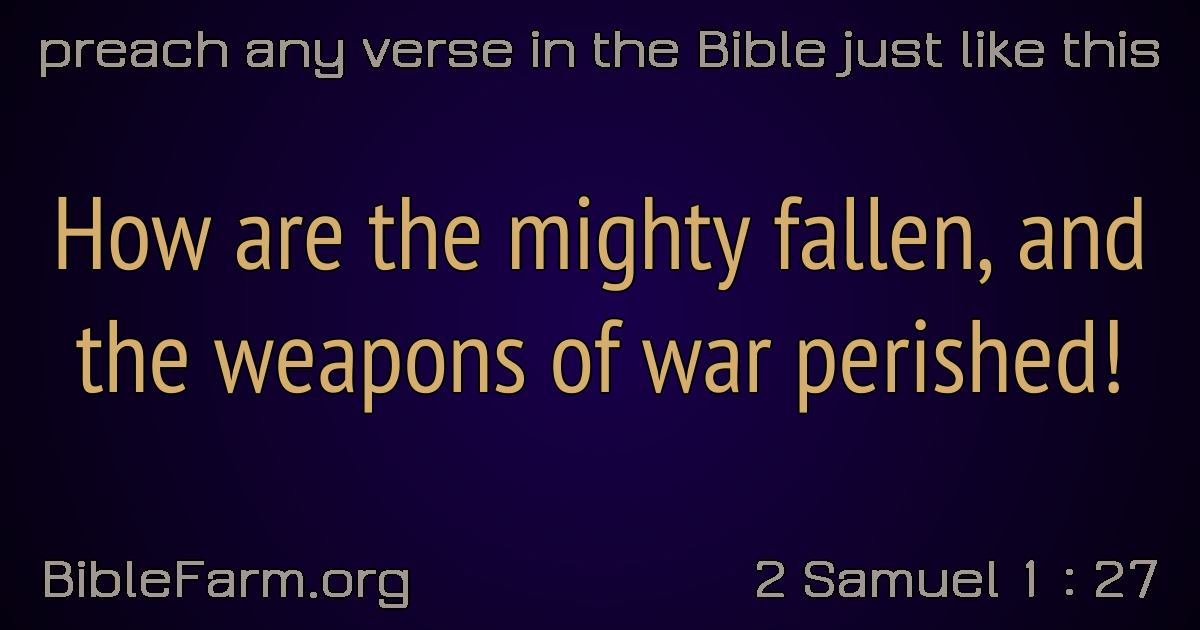 preach any verse in the Bible just like this
How are the mighty fallen, and
the weapons of war perished!
BibleFarm.org
2 Samuel 1 : 27